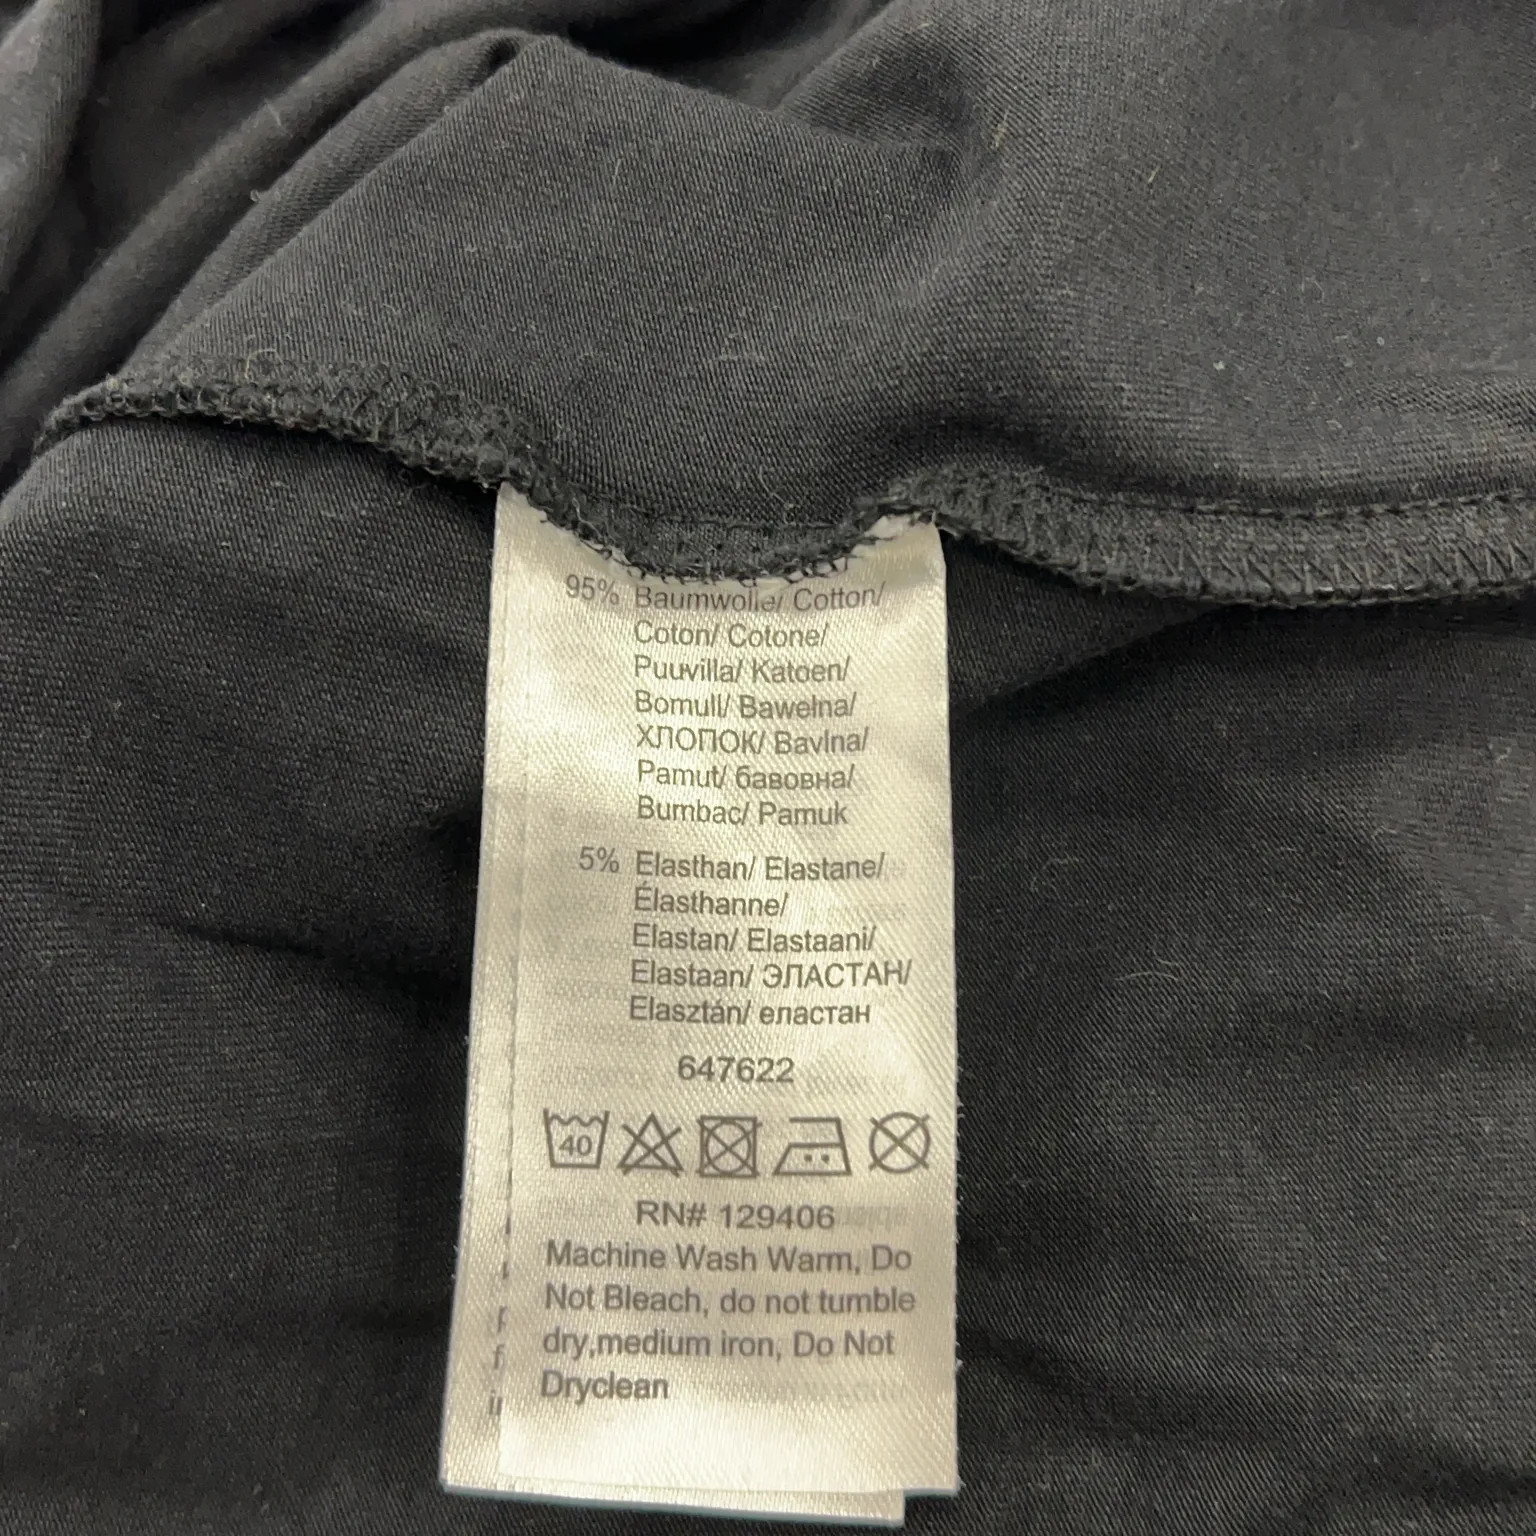 95% Baumwolle/ Cotton/
Coton/ Cotone/
Puuvilla/ Katoen/
Bomull/ Bawełna/
ХЛОПОК/ Bavlna/
Pamut/ бавовна/
Bumbac/ Pamuk
5% Elasthan/ Elastane/
Élasthanne/
Elastan/ Elastaani/
Elastaan/ ЭЛАСТАН/
Elasztán/ еластан
647622
40
RN# 129406
Machine Wash Warm, Do
Not Bleach, do not tumble
dry,medium iron, Do Not
Dryclean